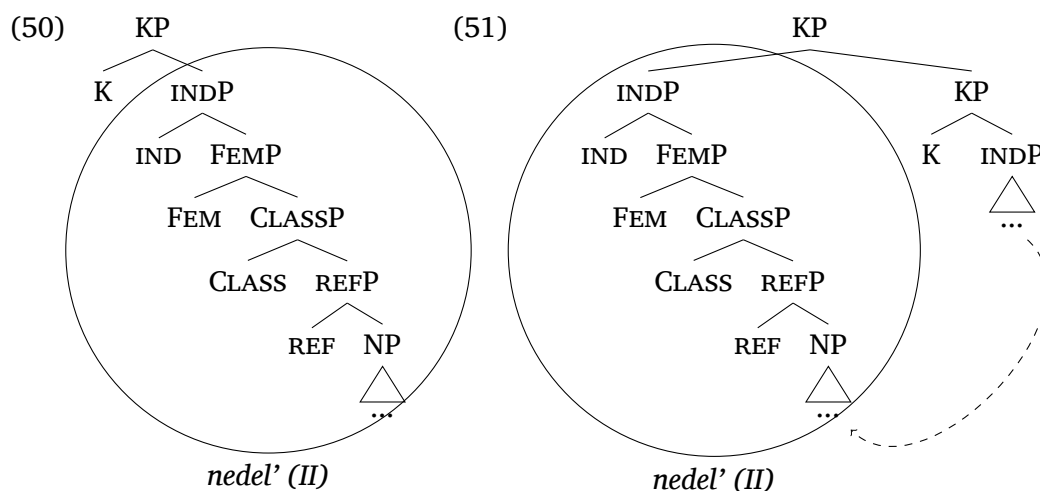 (50) KP
K INDP
IND FEMP
FEM CLASSP
CLASS REFP
REF NP
...
nedel’ (II)
(51) KP
INDP KP
IND FEMP K INDP
FEM CLASSP ...
CLASS REFP
REF NP
...
nedel’ (II)